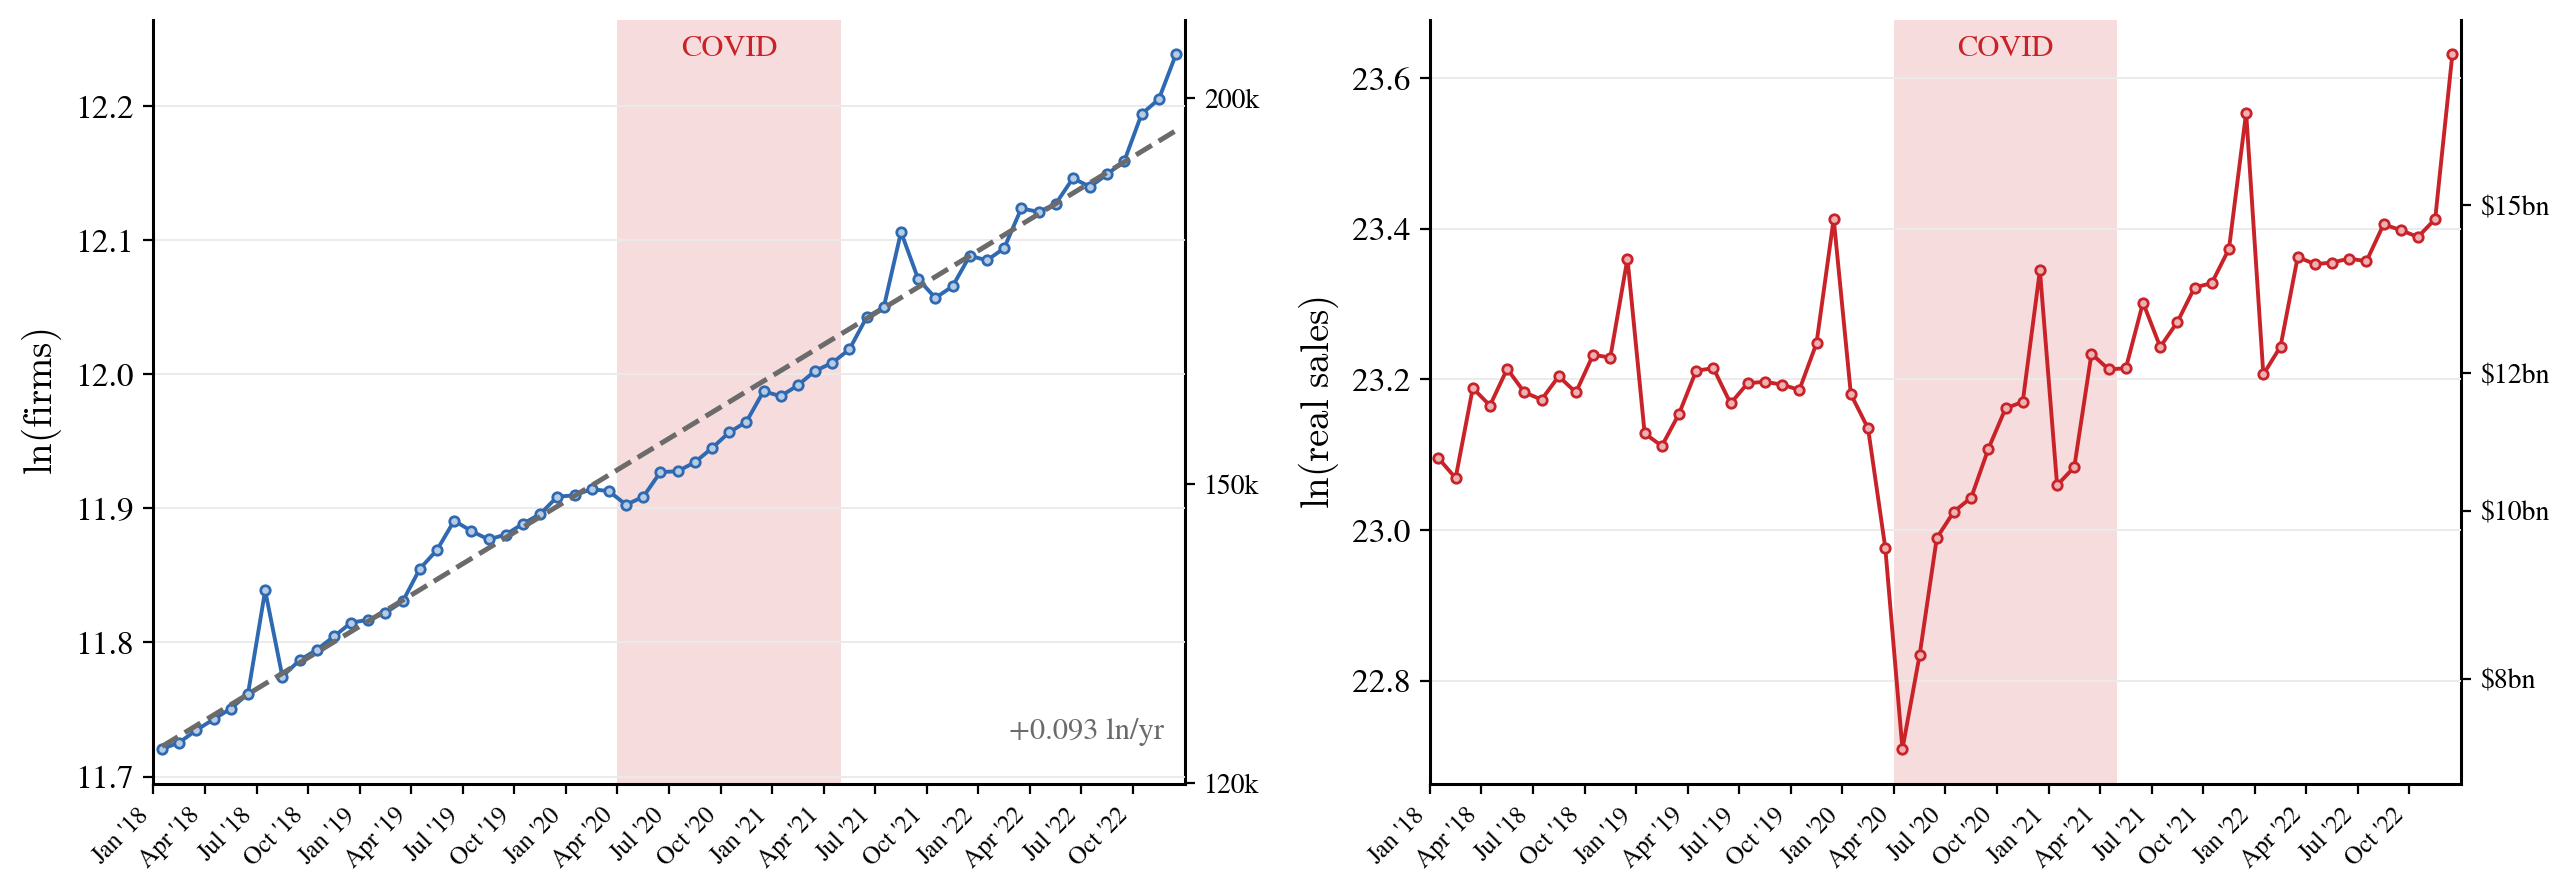 COVID
12.2
12.1
12.0
11.9
11.8
11.7
ln(firms)
200k
150k
120k
+0.093 ln/yr
Jan '18
Apr '18
Jul '18
Oct '18
Jan '19
Apr '19
Jul '19
Oct '19
Jan '20
Apr '20
Jul '20
Oct '20
Jan '21
Apr '21
Jul '21
Oct '21
Jan '22
Apr '22
Jul '22
Oct '22
COVID
23.6
23.4
23.2
23.0
22.8
ln(real sales)
$15bn
$12bn
$10bn
$8bn
Jan '18
Apr '18
Jul '18
Oct '18
Jan '19
Apr '19
Jul '19
Oct '19
Jan '20
Apr '20
Jul '20
Oct '20
Jan '21
Apr '21
Jul '21
Oct '21
Jan '22
Apr '22
Jul '22
Oct '22